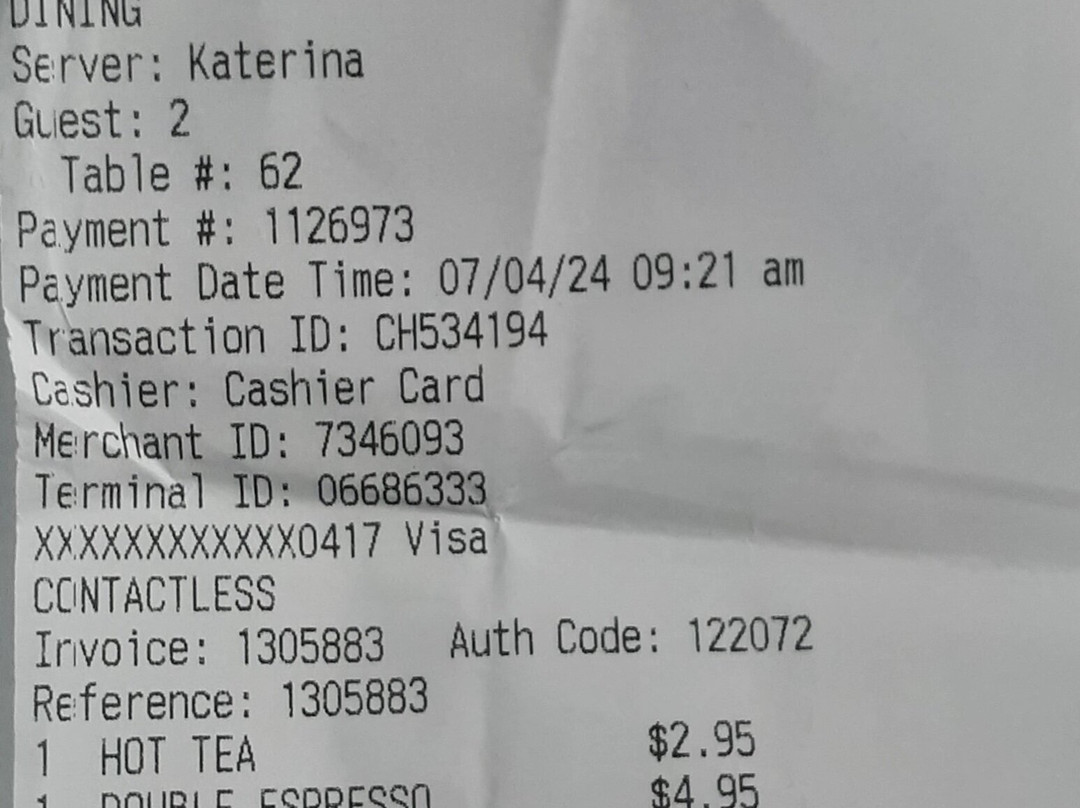 DINING
Server: Katerina
Guest: 2
Table #: 62
Payment #: 1126973
Payment Date Time: 07/04/24 09:21 am
Transaction ID: CH534194
Cashier: Cashier Card
Merchant ID: 7346093
Terminal ID: 06686333
XXXXXXXXXXXX0417 Visa
CONTACTLESS
Invoice: 1305883 Auth Code: 122072
Reference: 1305883
1 HOT TEA $2.95
1 DOUBLE ESPRESSO $4.95